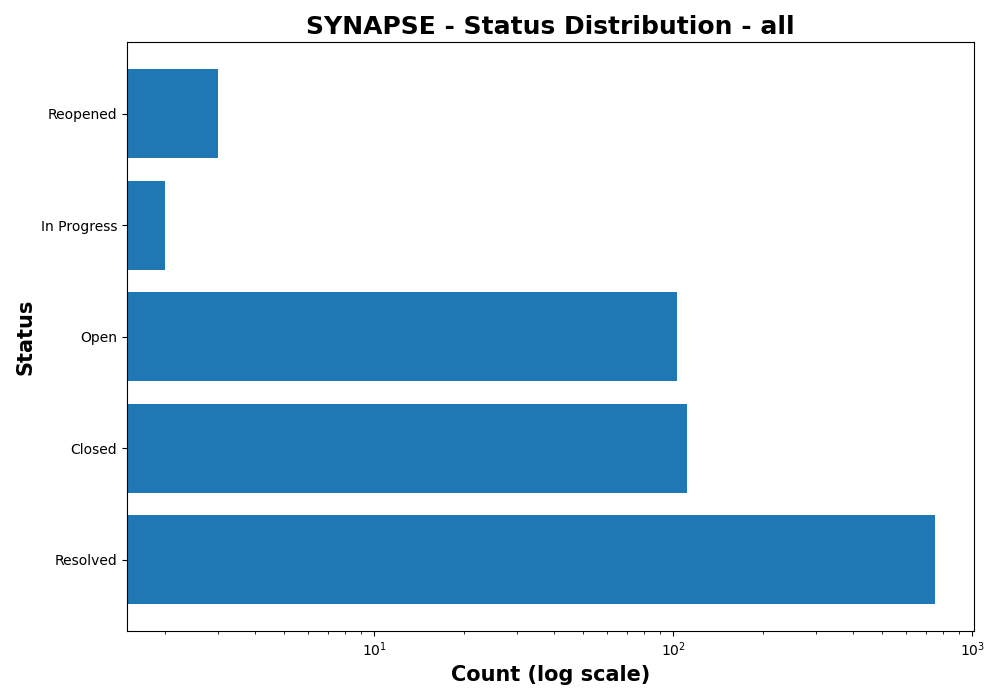 SYNAPSE - Status Distribution - all
Reopened
In Progress
Open
Closed
Resolved
Status
10¹ 10² 10³
Count (log scale)